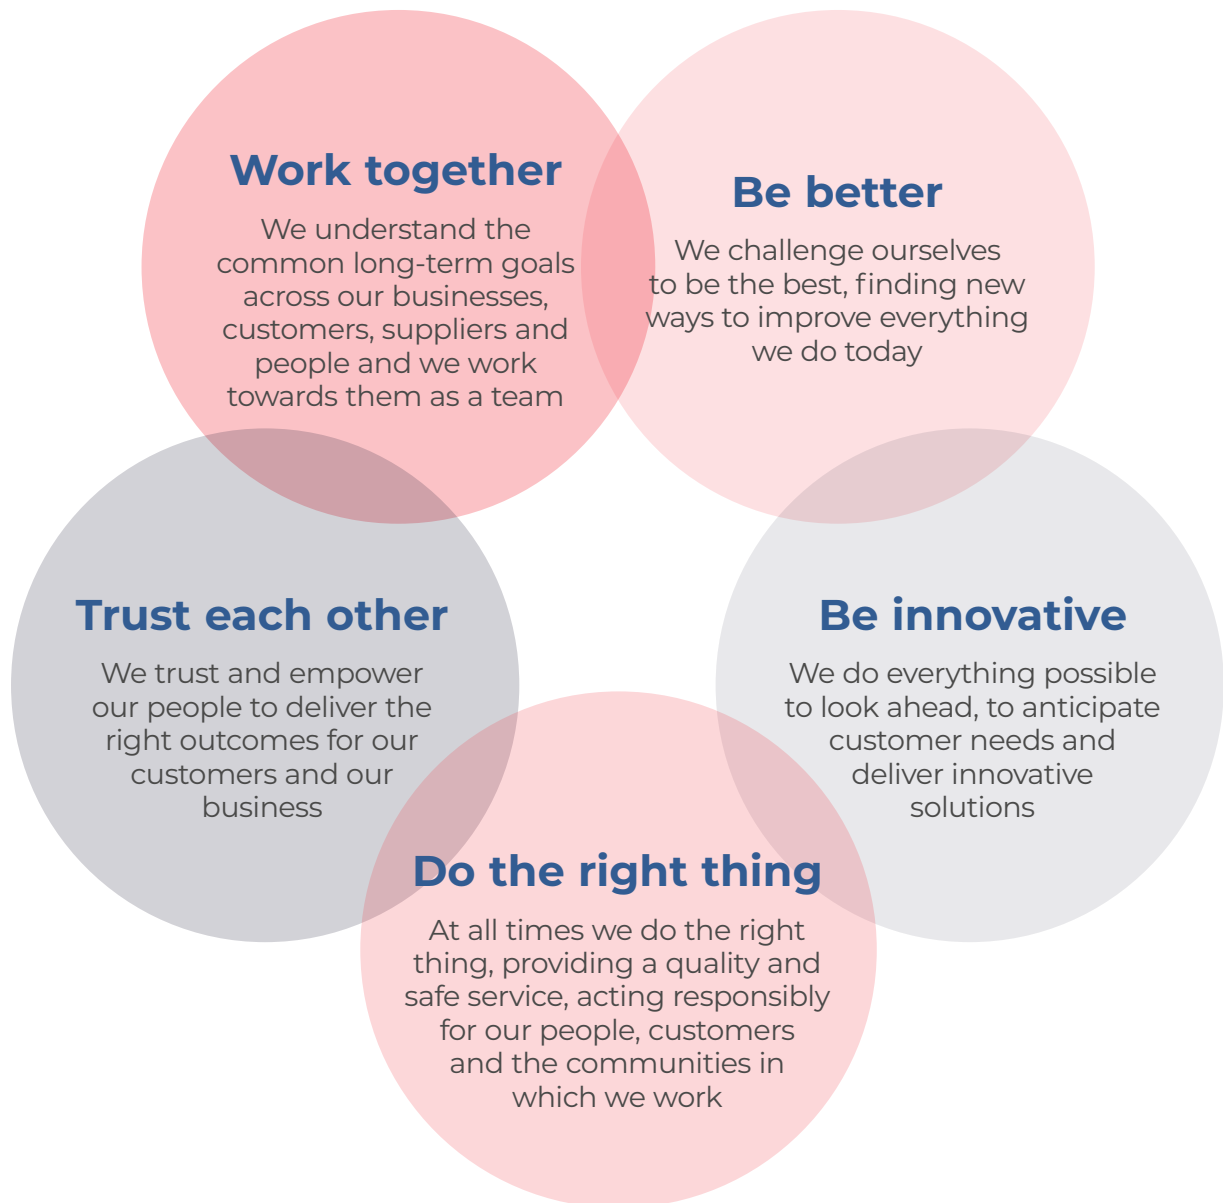 Work together
We understand the
common long-term goals
across our businesses,
customers, suppliers and
people and we work
towards them as a team
Be better
We challenge ourselves
to be the best, finding new
ways to improve everything
we do today
Trust each other
We trust and empower
our people to deliver the
right outcomes for our
customers and our
business
Be innovative
We do everything possible
to look ahead, to anticipate
customer needs and
deliver innovative
solutions
Do the right thing
At all times we do the right
thing, providing a quality and
safe service, acting responsibly
for our people, customers
and the communities in
which we work